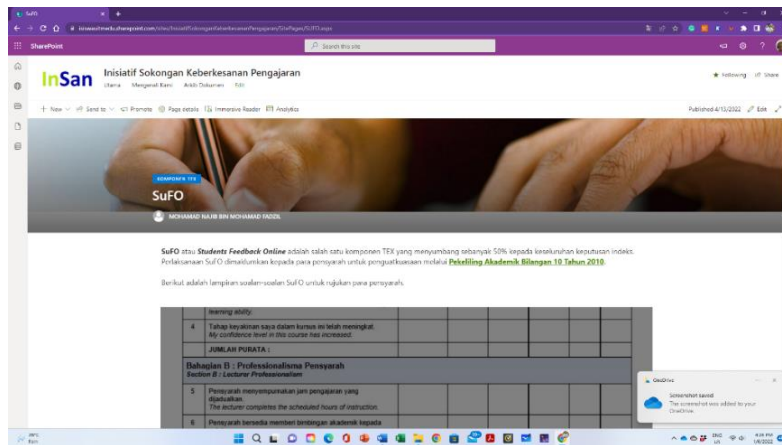 SuFO
SharePoint
Search this site
InSan
Inisiatif Sokongan Keberkesanan Pengajaran
Utama Mengenai Kami Arkib Dokumen Edit
Following Share
New Send to Promote Page details Immersive Reader Analytics
Published 4/13/2022 Edit
KOMPONEN TEX
SuFO
MOHAMAD NAJIB BIN MOHAMAD FADZIL
SuFO atau Students Feedback Online adalah salah satu komponen TEX yang menyumbang sebanyak 50% kepada keseluruhan keputusan indeks.
Perlaksanaan SuFO dimaklumkan kepada para pensyarah untuk penguatkuasaan melalui Pekeliling Akademik Bilangan 10 Tahun 2010.
Berikut adalah lampiran soalan-soalan SuFO untuk rujukan para pensyarah.
learning ability.
4 Tahap keyakinan saya dalam kursus ini telah meningkat.
My confidence level in this course has increased.
JUMLAH PURATA :
Bahagian B : Professionalisma Pensyarah
Section B : Lecturer Professionalism
5 Pensyarah menyempurnakan jam pengajaran yang
dijadualkan.
The lecturer completes the scheduled hours of instruction.
6 Pensyarah bersedia memberi bimbingan akademik kepada
OneDrive
Screenshot saved
The screenshot was added to your
OneDrive.